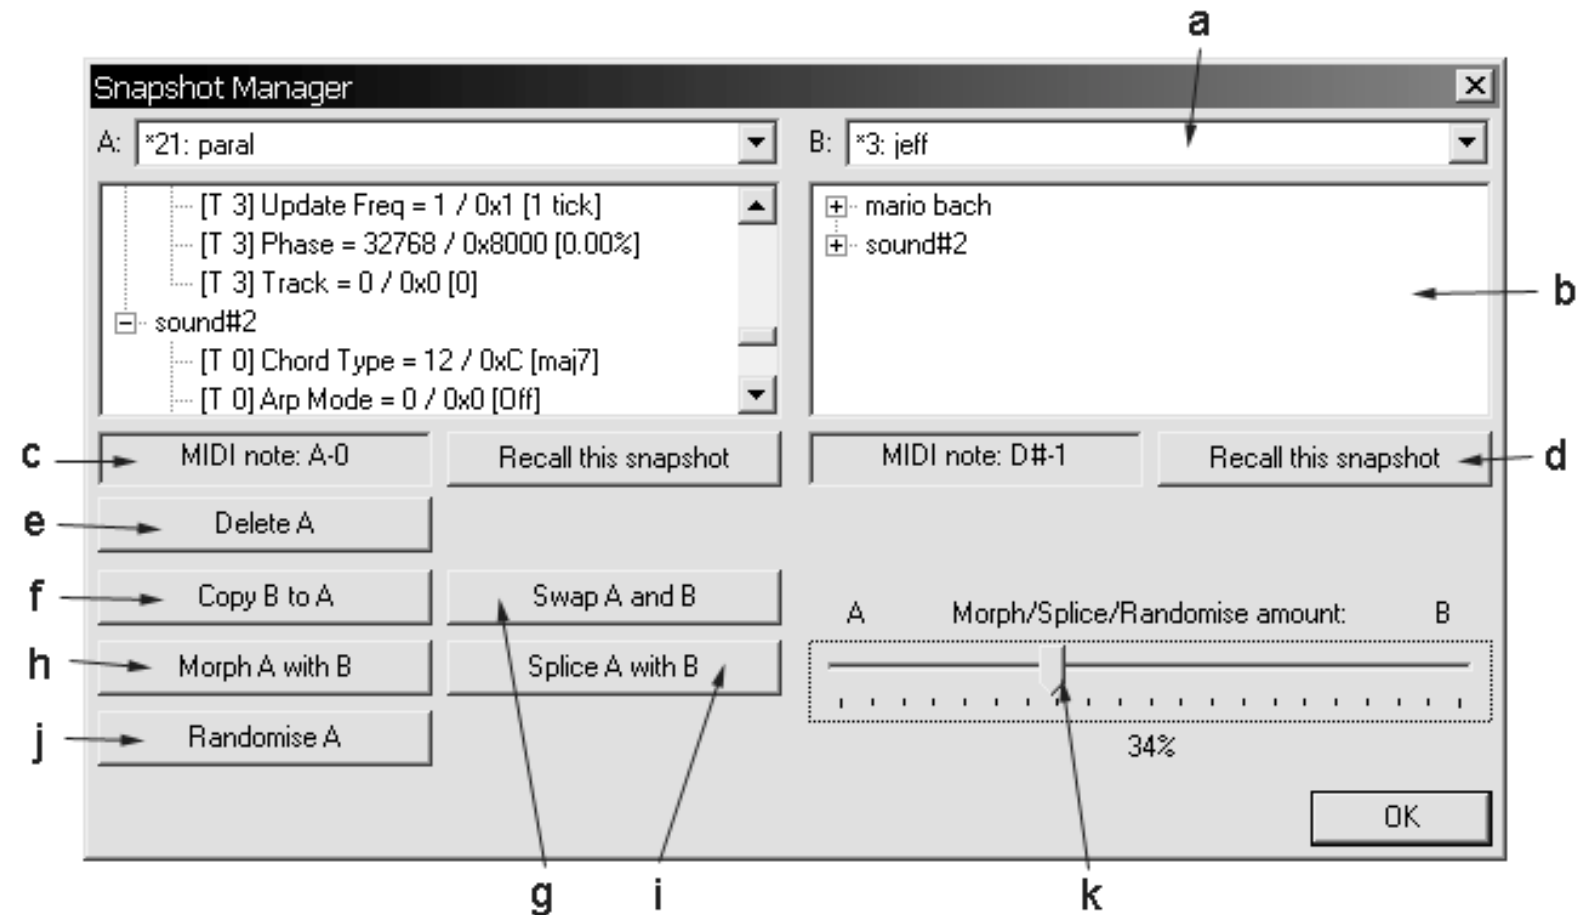 a
Snapshot Manager
A: *21: paral
B: *3: jeff
[T 3] Update Freq = 1 / 0x1 [1 tick]
[T 3] Phase = 32768 / 0x8000 [0.00%]
[T 3] Track = 0 / 0x0 [0]
sound#2
[T 0] Chord Type = 12 / 0xC [maj7]
[T 0] Arp Mode = 0 / 0x0 [Off]
mario bach
sound#2
b
c
MIDI note: A-0
Recall this snapshot
MIDI note: D#-1
Recall this snapshot
d
e
Delete A
f
Copy B to A
Swap A and B
A Morph/Splice/Randomise amount: B
h
Morph A with B
Splice A with B
j
Randomise A
34%
OK
g
i
k